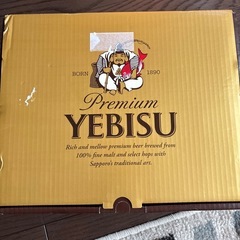 BORN 1890
Premium
YEBISU
Rich and mellow premium beer brewed from
100% fine malt and select hops with
Sapporo's traditional art.